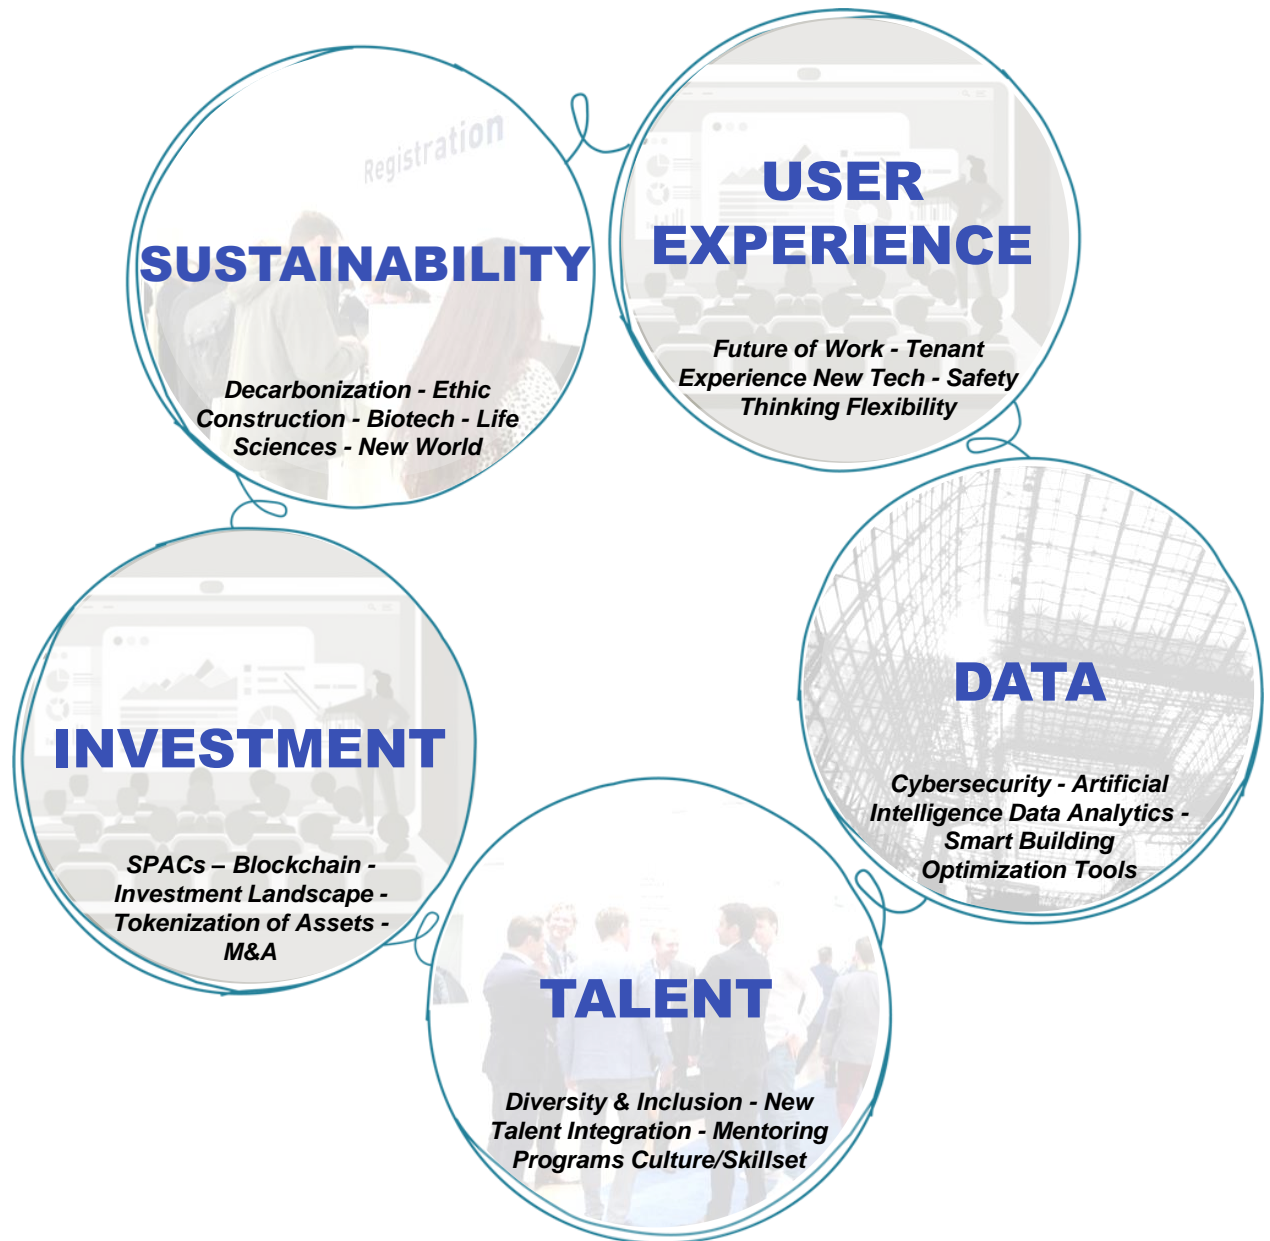 Registration
SUSTAINABILITY
Decarbonization - Ethic
Construction - Biotech - Life
Sciences - New World
USER
EXPERIENCE
Future of Work - Tenant
Experience New Tech - Safety
Thinking Flexibility
DATA
Cybersecurity - Artificial
Intelligence Data Analytics -
Smart Building
Optimization Tools
TALENT
Diversity & Inclusion - New
Talent Integration - Mentoring
Programs Culture/Skillset
INVESTMENT
SPACs – Blockchain -
Investment Landscape -
Tokenization of Assets -
M&A